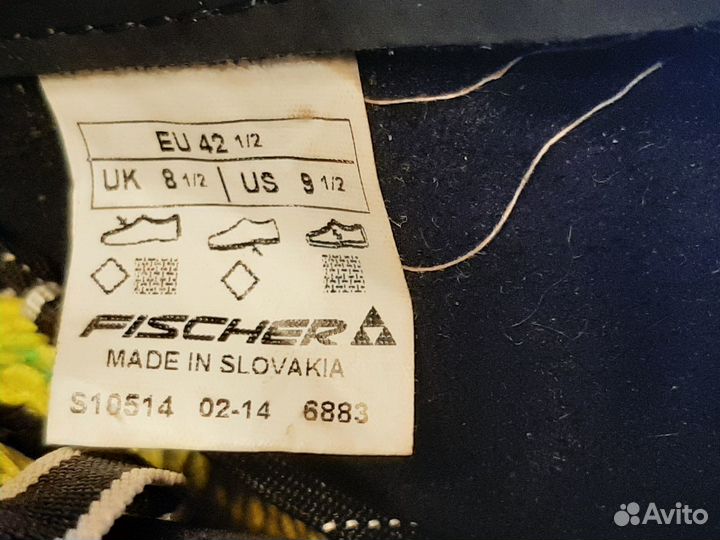 EU 42 1/2
UK 8 1/2 | US 9 1/2
FISCHER
MADE IN SLOVAKIA
S10514 02-14 6883
Avito